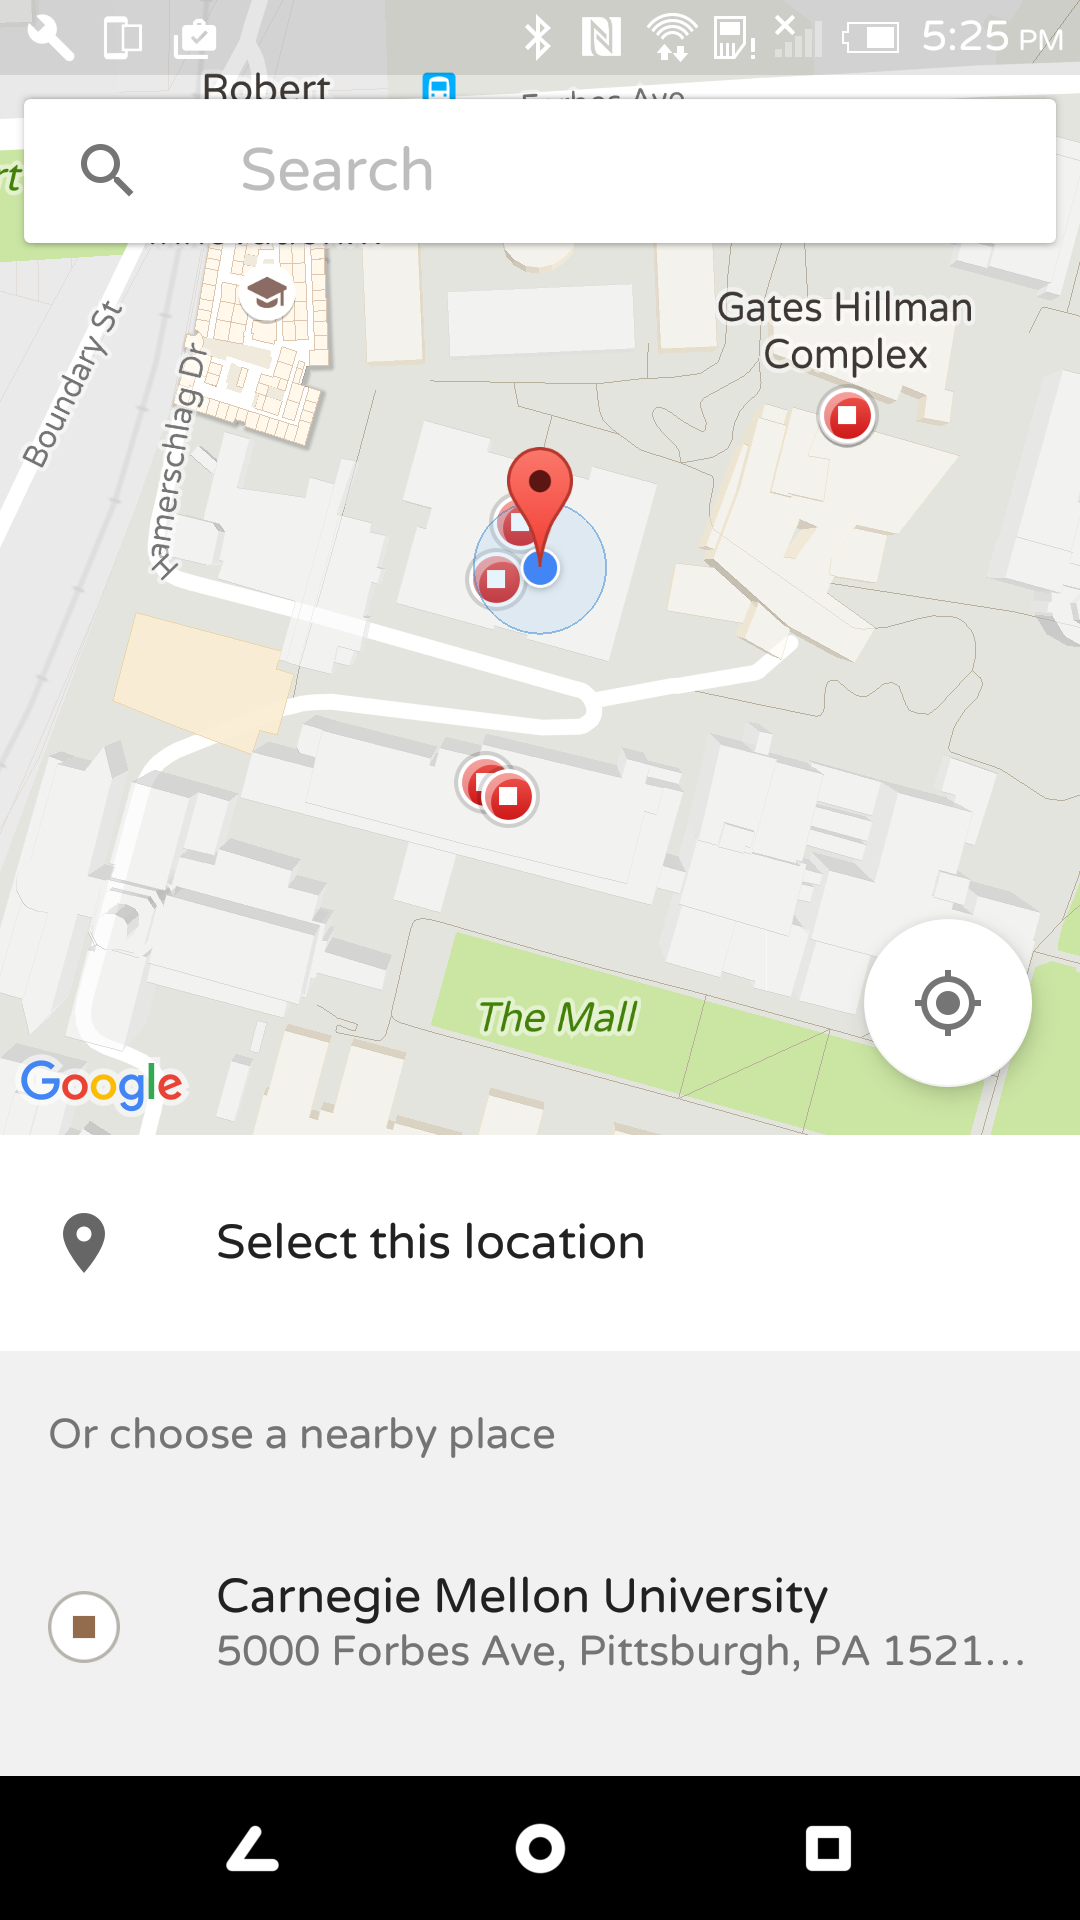 5:25 PM
Robert
Forbes Ave
Search
Gates Hillman
Complex
Boundary St
Hamerschlag Dr
The Mall
Google
Select this location
Or choose a nearby place
Carnegie Mellon University
5000 Forbes Ave, Pittsburgh, PA 1521...